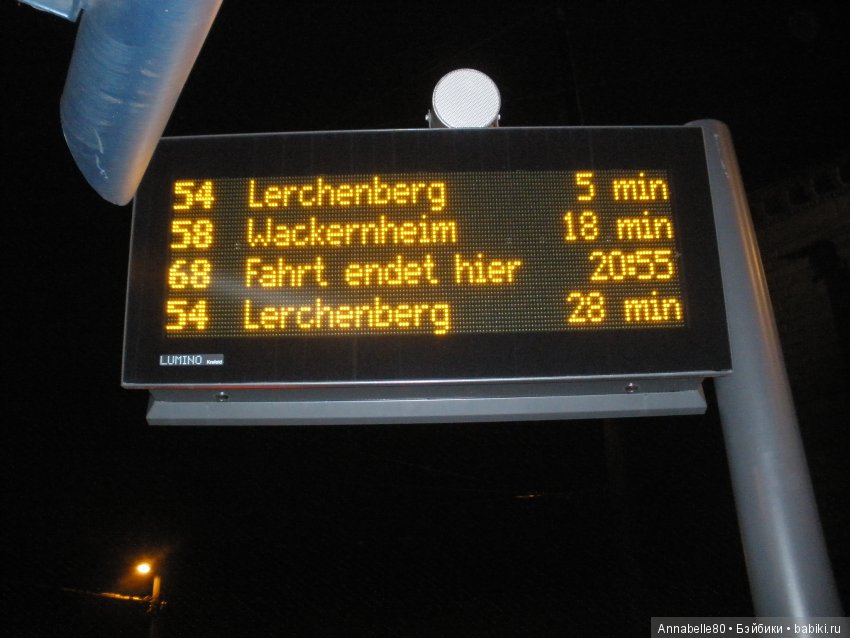 54 Lerchenberg 5 min
58 Wackernheim 18 min
68 Fahrt endet hier 20:55
54 Lerchenberg 28 min
LUMINO Krefeld
Annabelle80 • Бэйбики • babiki.ru